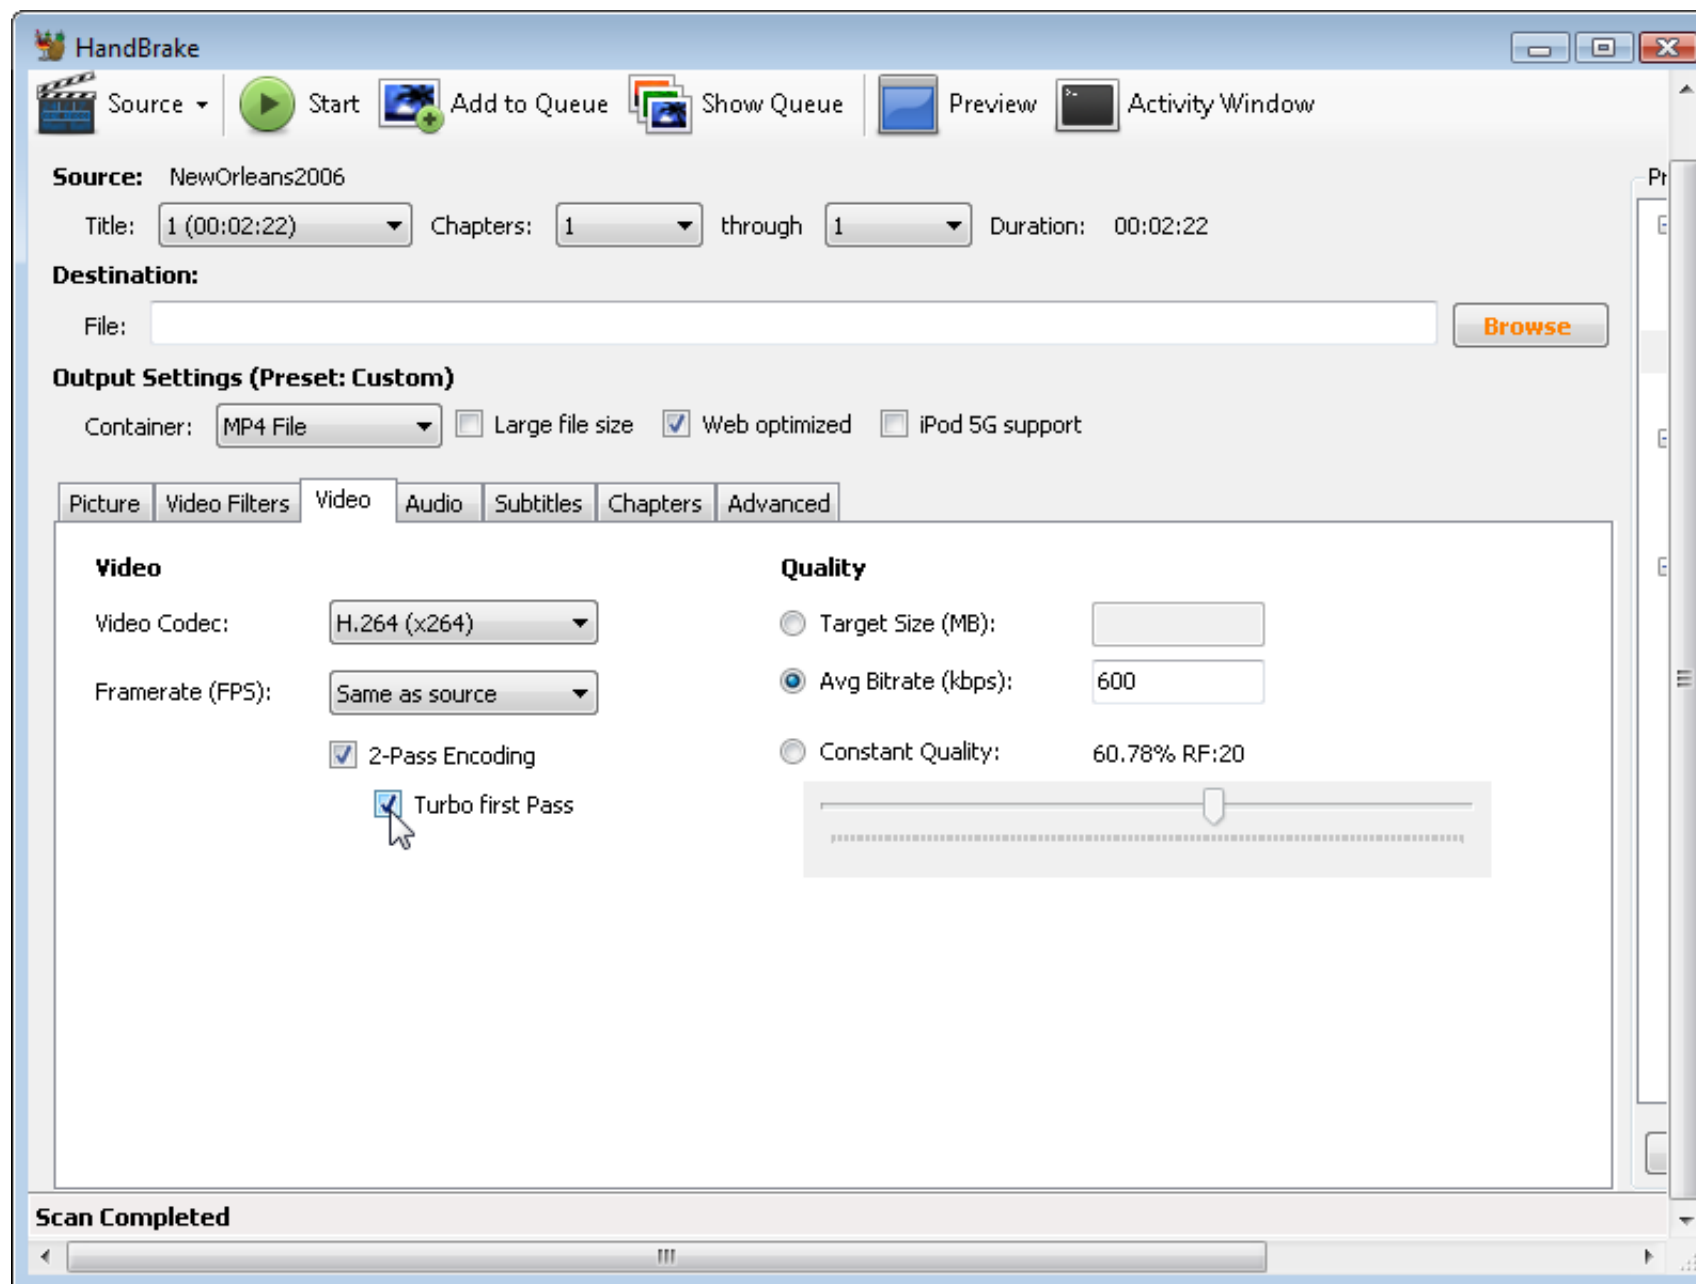 HandBrake
Source Start Add to Queue Show Queue Preview Activity Window
Source: NewOrleans2006
Title: 1 (00:02:22) Chapters: 1 through 1 Duration: 00:02:22
Destination:
File: Browse
Output Settings (Preset: Custom)
Container: MP4 File Large file size Web optimized iPod 5G support
Picture Video Filters Video Audio Subtitles Chapters Advanced
Video Quality
Video Codec: H.264 (x264) Target Size (MB):
Framerate (FPS): Same as source Avg Bitrate (kbps): 600
2-Pass Encoding Constant Quality: 60.78% RF:20
Turbo first Pass
Scan Completed